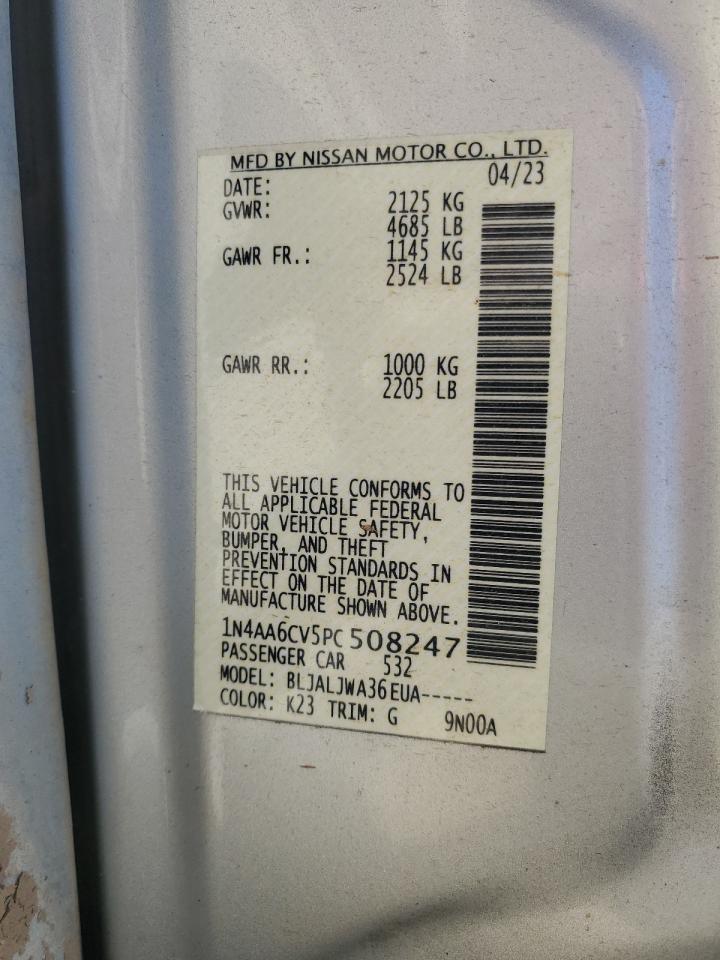 MFD BY NISSAN MOTOR CO., LTD.
DATE: 04/23
GVWR: 2125 KG
4685 LB
GAWR FR.: 1145 KG
2524 LB
GAWR RR.: 1000 KG
2205 LB
THIS VEHICLE CONFORMS TO
ALL APPLICABLE FEDERAL
MOTOR VEHICLE SAFETY,
BUMPER, AND THEFT
PREVENTION STANDARDS IN
EFFECT ON THE DATE OF
MANUFACTURE SHOWN ABOVE.
1N4AA6CV5PC508247
PASSENGER CAR 532
MODEL: BLJALJWA36EUA-----
COLOR: K23 TRIM: G 9N00A